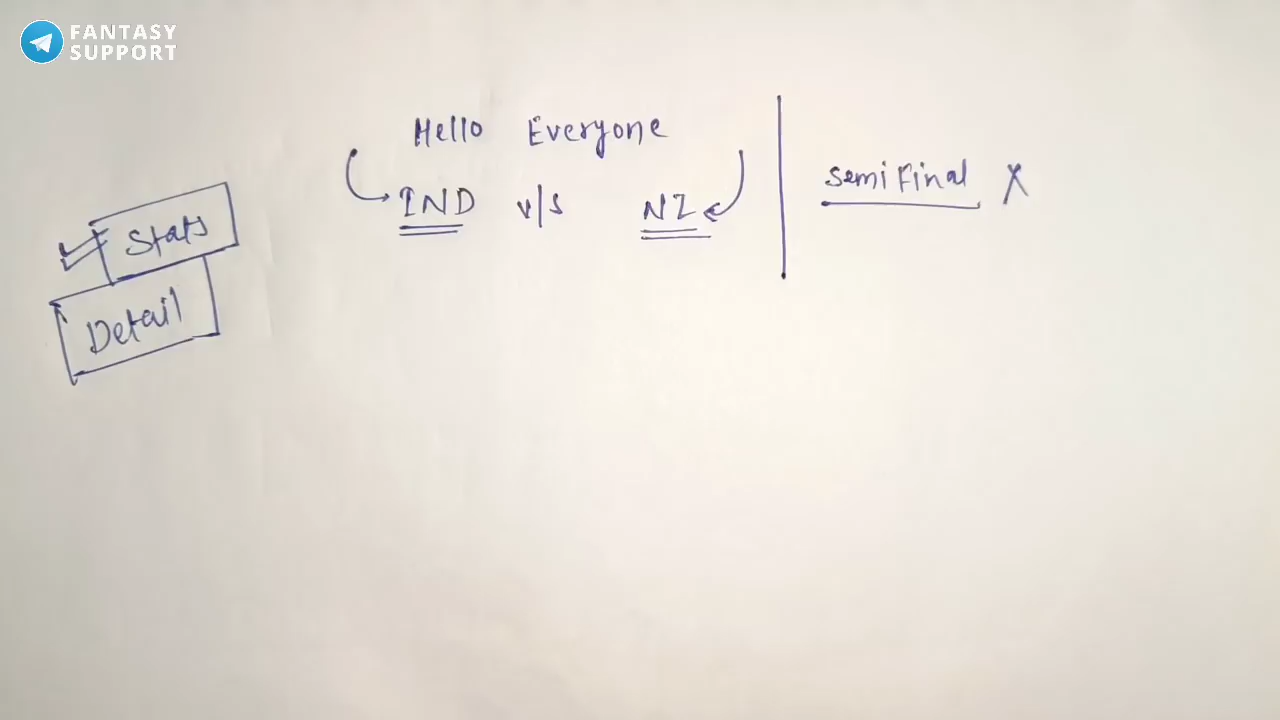 FANTASY
SUPPORT
Hello Everyone
IND v/s NZ
Semi Final X
Stats
Detail